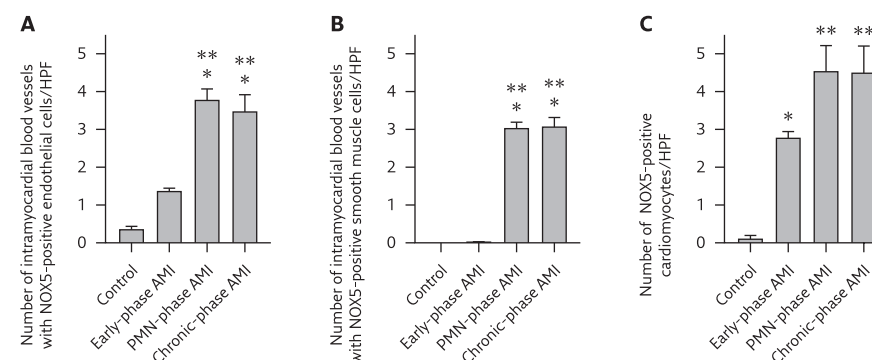 A
Number of intramyocardial blood vessels
with NOX5-positive endothelial cells/HPF
5
4
3
2
1
0
**
*
**
*
Control
Early-phase AMI
PMN-phase AMI
Chronic-phase AMI
B
Number of intramyocardial blood vessels
with NOX5-positive smooth muscle cells/HPF
5
4
3
2
1
0
**
*
**
*
Control
Early-phase AMI
PMN-phase AMI
Chronic-phase AMI
C
Number of NOX5-positive
cardiomyocytes/HPF
5
4
3
2
1
0
*
**
**
Control
Early-phase AMI
PMN-phase AMI
Chronic-phase AMI